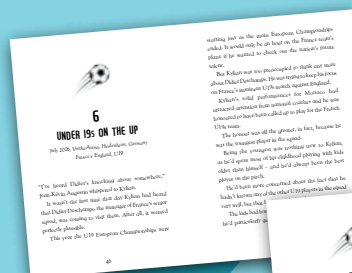 6
UNDER 19s ON THE UP
July 2016, Voith-Arena, Heidenheim, Germany
France v England, U19
"I've heard Didier's knocking about somewhere,"
Jean-Kévin Augustin whispered to Kylian.
It wasn't the first time that day Kylian had heard
that Didier Deschamps, the manager of France's senior
squad, was coming to visit them. After all, it seemed
perfectly plausible.
This year the U19 European Championships were
46
starting just as the main European Championships
ended. It would only be an hour on the France team's
plane if he wanted to check out the nation's future
talent.
But Kylian was too preoccupied to think any more
about Didier Deschamps. He was trying to keep his focus
on France's imminent U19s match against England.
Kylian's solid performances for Monaco had
attracted attention from national coaches and he was
honoured to have been called up to play for the French
U19s team.
The honour was all the greater, in fact, because he
was the youngest player in the squad.
Being the youngest was nothing new to Kylian,
as he'd spent most of his childhood playing with kids
older than himself – and he'd always been the best
player on the pitch.
He'd been more concerned about the fact that he
hadn't known any of the other U19 players in the squad
very well, but that h
The lads had bon
he'd particularly go